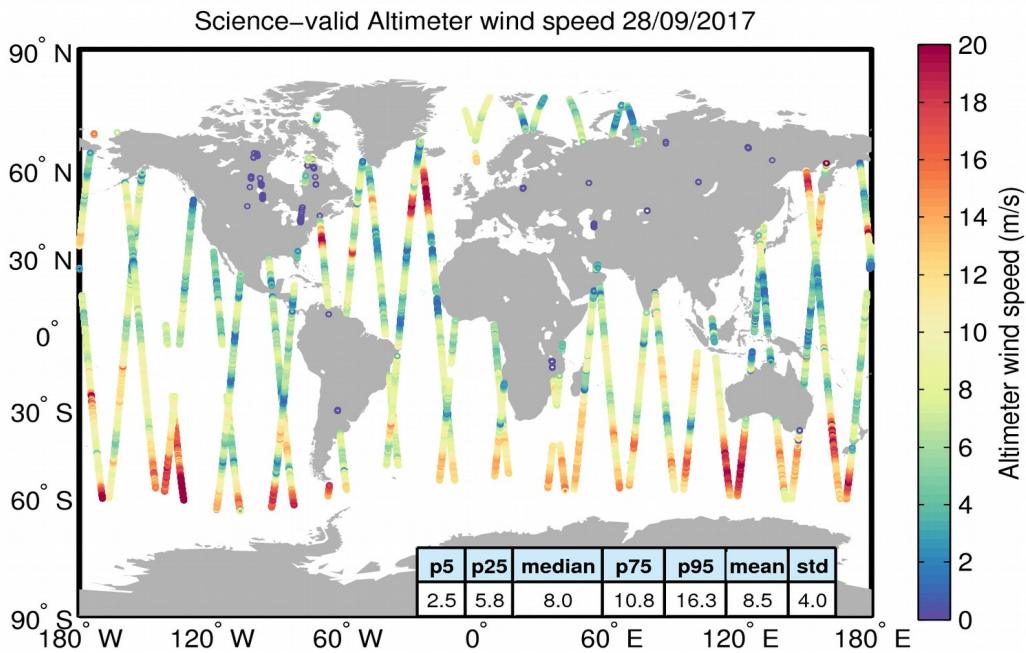 Science−valid Altimeter wind speed 28/09/2017
90° N
60° N
30° N
0°
30° S
60° S
90° S
180° W
120° W
60° W
0°
60° E
120° E
180° E
p5 p25 median p75 p95 mean std
2.5 5.8 8.0 10.8 16.3 8.5 4.0
20
18
16
14
12
10
8
6
4
2
0
Altimeter wind speed (m/s)